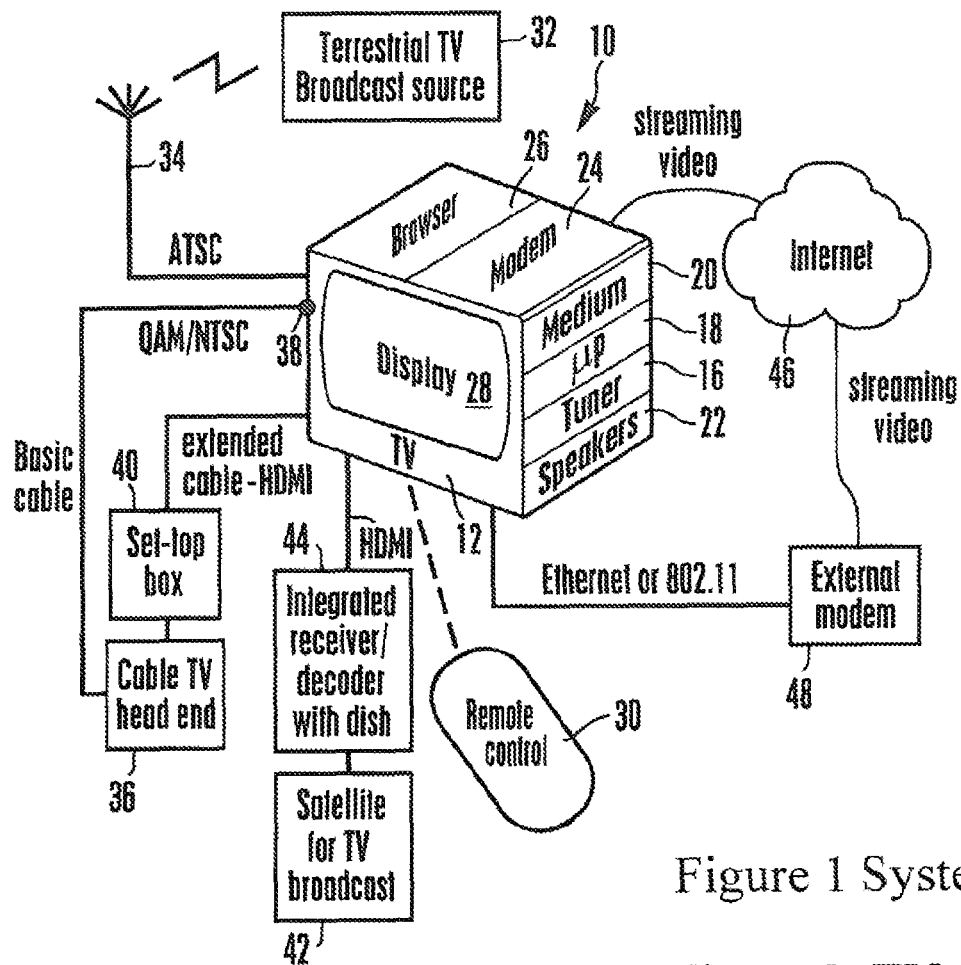 Terrestrial TV
Broadcast source
32
10
34
ATSC
streaming
video
26
24
Browser
Modem
Internet
46
20
Medium
18
μP
16
Tuner
22
Speakers
QAM/NTSC
38
Display 28
TV
12
streaming
video
Basic
cable
40
extended
cable-HDMI
Set-top
box
Cable TV
head end
36
HDMI
44
Integrated
receiver/
decoder
with dish
Satellite
for TV
broadcast
42
Remote
control
30
Ethernet or 802.11
External
modem
48
Figure 1 Syste